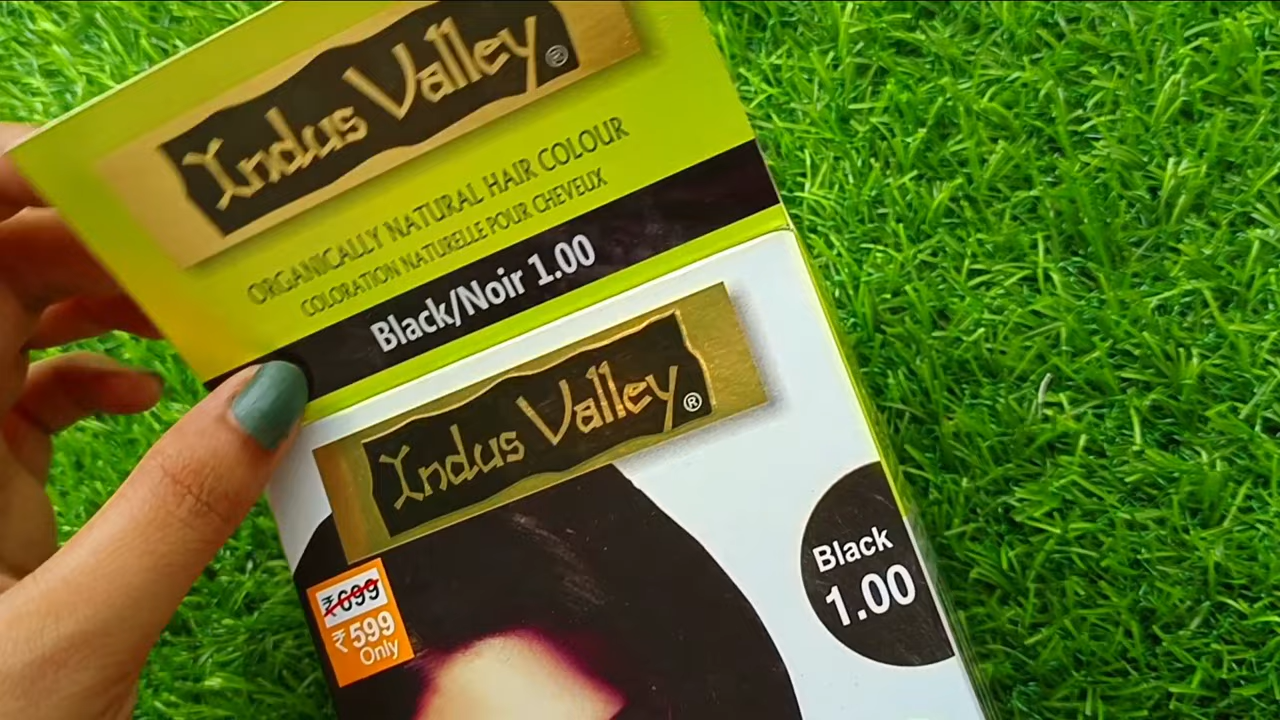 Indus Valley®
ORGANICALLY NATURAL HAIR COLOUR
COLORATION NATURELLE POUR CHEVEUX
Black/Noir 1.00
Indus Valley®
Black
1.00
₹699
₹599
Only